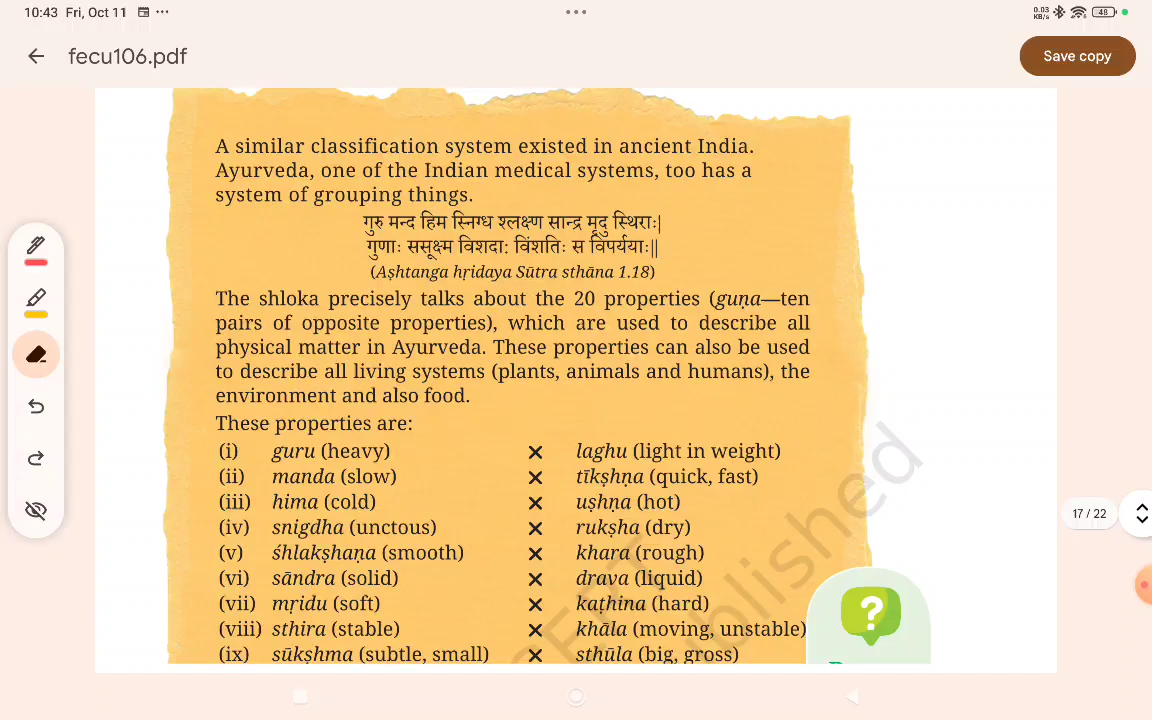 10:43 Fri, Oct 11
0.03 KB/s
48
fecu106.pdf
Save copy
A similar classification system existed in ancient India.
Ayurveda, one of the Indian medical systems, too has a
system of grouping things.
गुरु मन्द हिम स्निग्ध श्लक्ष्ण सान्द्र मृदु स्थिराः|
गुणाः ससूक्ष्म विशदा: विंशतिः स विपर्ययाः||
(Aṣhtanga hṛidaya Sūtra sthāna 1.18)
The shloka precisely talks about the 20 properties (guṇa—ten
pairs of opposite properties), which are used to describe all
physical matter in Ayurveda. These properties can also be used
to describe all living systems (plants, animals and humans), the
environment and also food.
These properties are:
(i) guru (heavy) × laghu (light in weight)
(ii) manda (slow) × tīkṣhṇa (quick, fast)
(iii) hima (cold) × uṣhṇa (hot)
(iv) snigdha (unctous) × rukṣha (dry)
(v) śhlakṣhaṇa (smooth) × khara (rough)
(vi) sāndra (solid) × drava (liquid)
(vii) mṛidu (soft) × kaṭhina (hard)
(viii) sthira (stable) × khāla (moving, unstable)
(ix) sūkṣhma (subtle, small) × sthūla (big, gross)
17 / 22
?